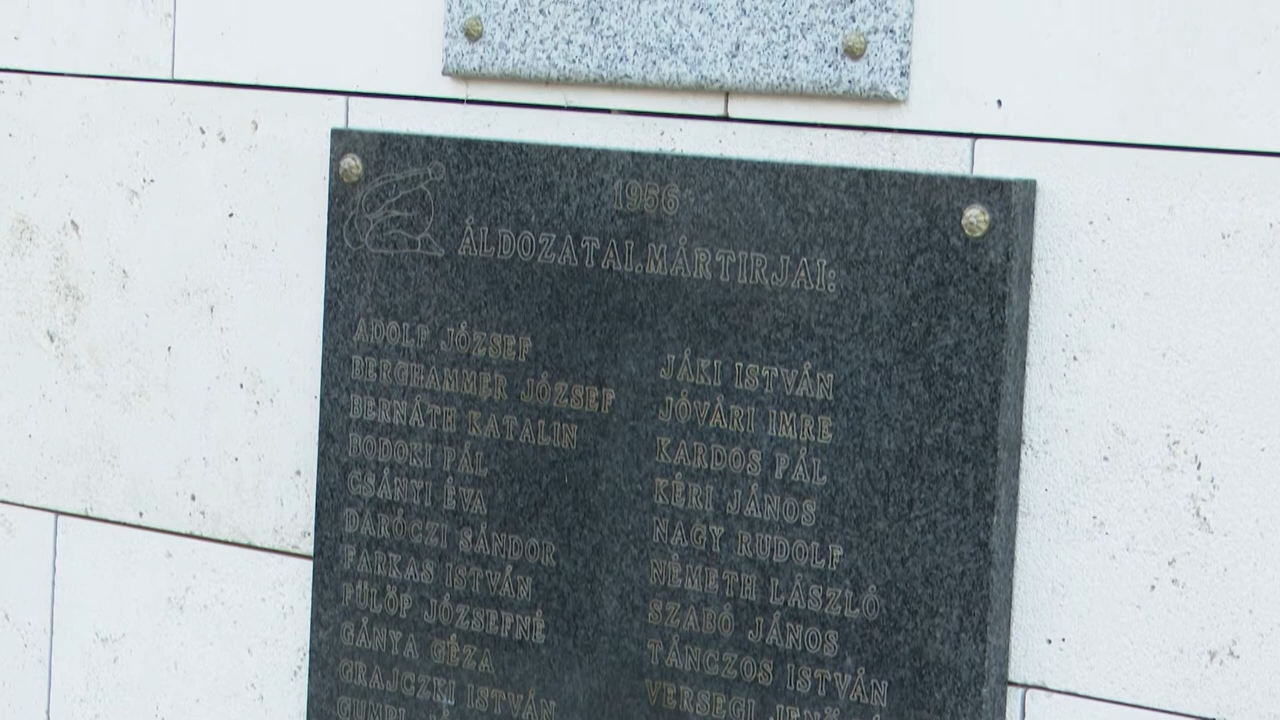 1956
ÁLDOZATAI.MÁRTIRJAI:
ADOLF JÓZSEF
BERGHAMMER JÓZSEF
BERNÁTH KATALIN
BODOKI PÁL
CSÁNYI ÉVA
DARÓCZI SÁNDOR
FARKAS ISTVÁN
FÜLÖP JÓZSEFNÉ
GÁNYA GÉZA
GRAJCZKI ISTVÁN
JÁKI ISTVÁN
JÓVÁRI IMRE
KARDOS PÁL
KÉRI JÁNOS
NAGY RUDOLF
NÉMETH LÁSZLÓ
SZABÓ JÁNOS
TÁNCZOS ISTVÁN
VERSEGI JENŐ